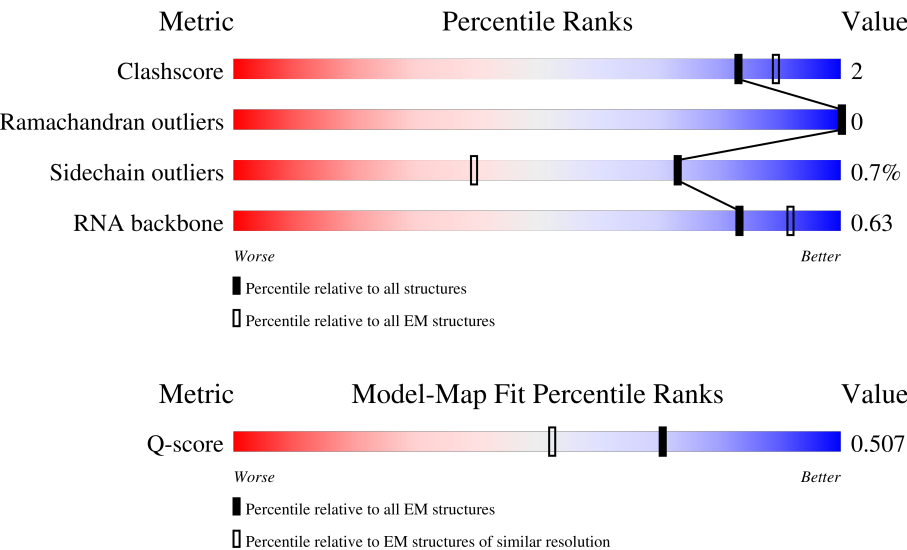 Metric Percentile Ranks Value
Clashscore 2
Ramachandran outliers 0
Sidechain outliers 0.7%
RNA backbone 0.63
Worse Better
Percentile relative to all structures
Percentile relative to all EM structures
Metric Model-Map Fit Percentile Ranks Value
Q-score 0.507
Worse Better
Percentile relative to all EM structures
Percentile relative to EM structures of similar resolution